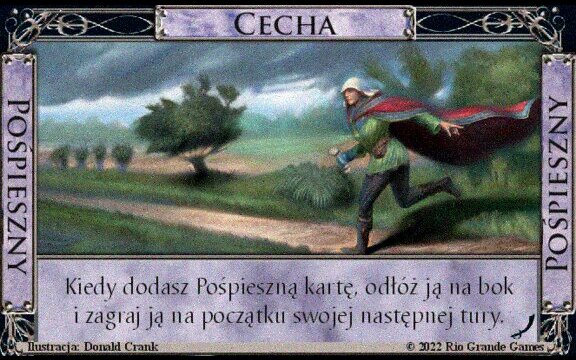 CECHA
POŚPIESZNY
POŚPIESZNY
Kiedy dodasz Pośpieszną kartę, odłóż ją na bok
i zagraj ją na początku swojej następnej tury.
Ilustracja: Donald Crank
© 2022 Rio Grande Games